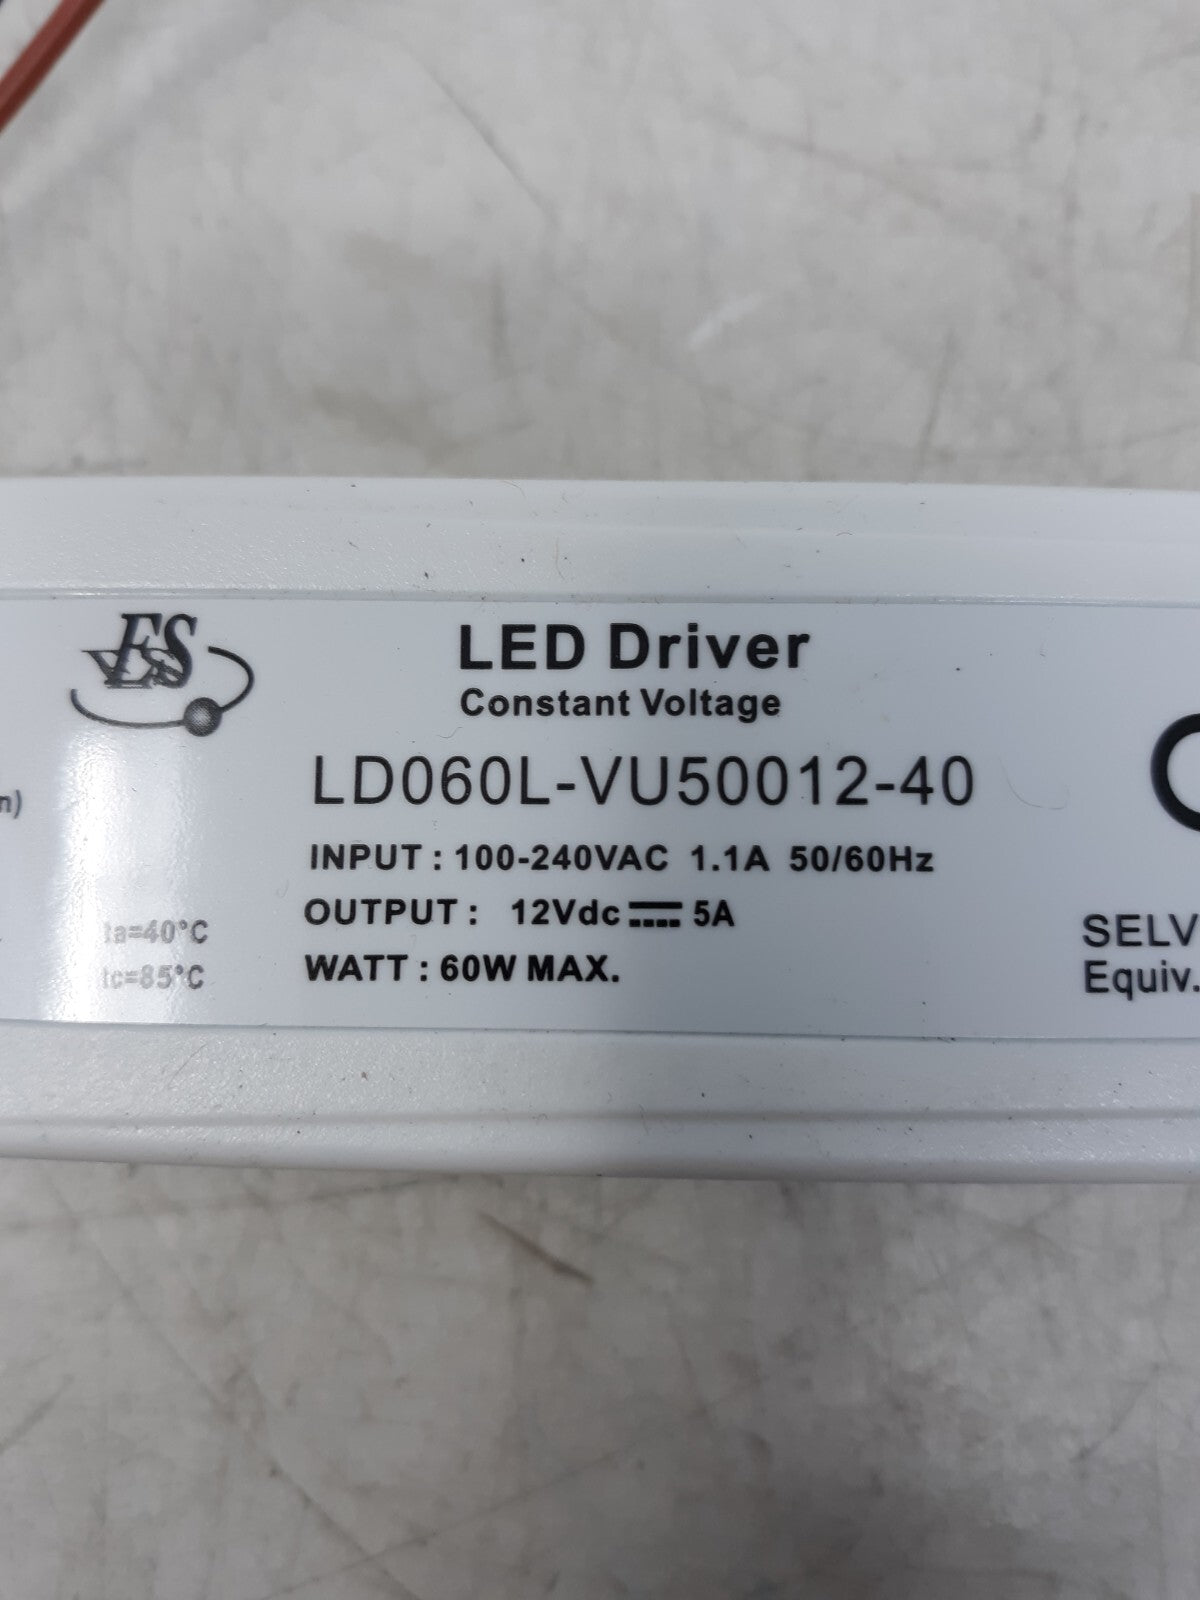 ES
LED Driver
Constant Voltage
LD060L-VU50012-40
INPUT : 100-240VAC 1.1A 50/60Hz
OUTPUT : 12Vdc 5A
WATT : 60W MAX.
ta=40°C
tc=85°C
SELV
Equiv.